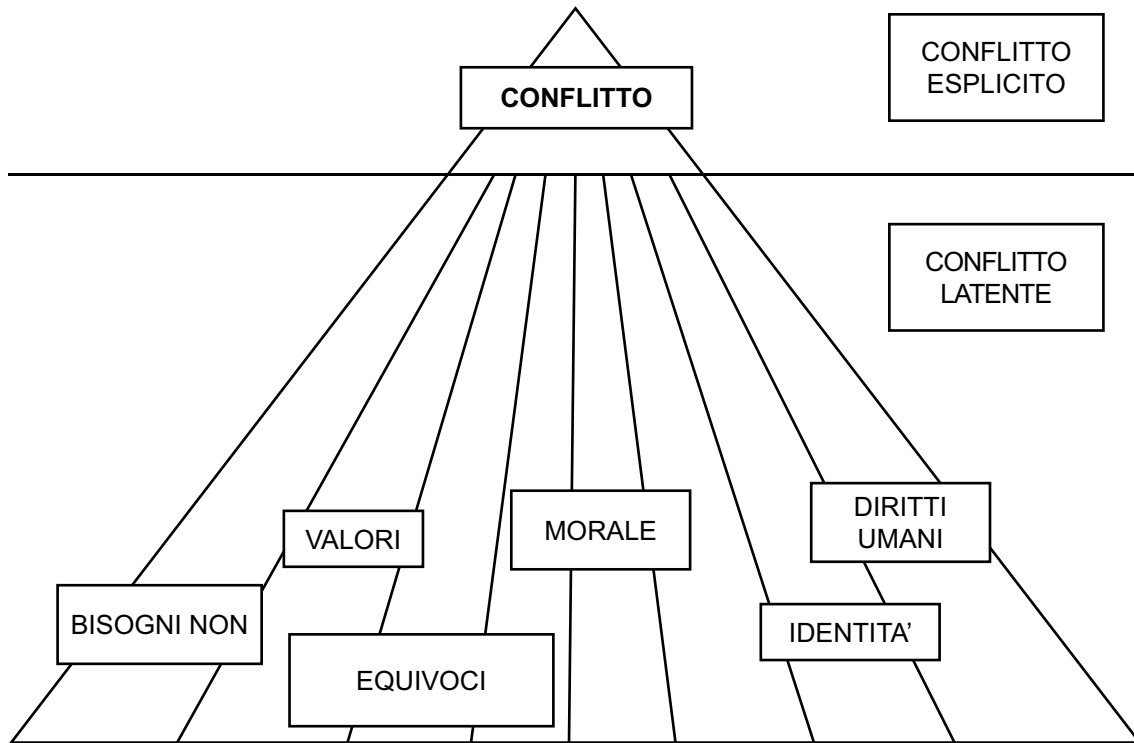 CONFLITTO
CONFLITTO
ESPLICITO
CONFLITTO
LATENTE
VALORI
MORALE
DIRITTI
UMANI
BISOGNI NON
EQUIVOCI
IDENTITA’